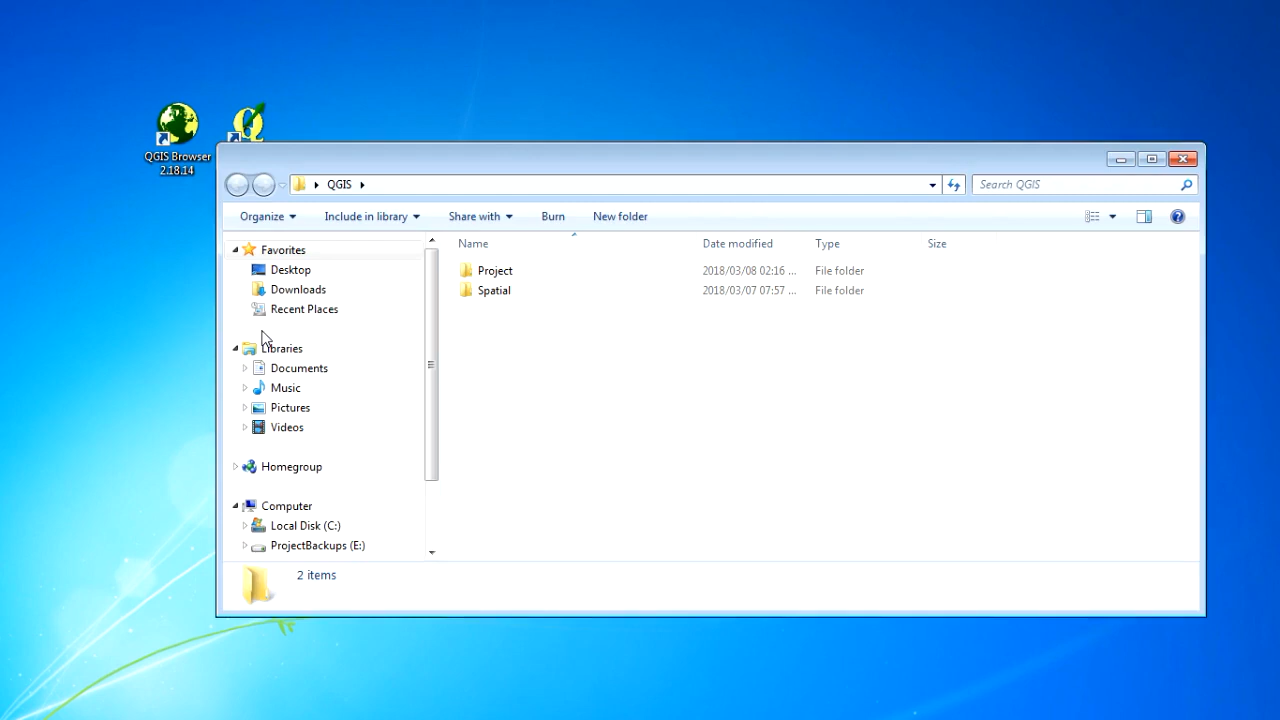 QGIS Browser
2.18.14
QGIS
Search QGIS
Organize
Include in library
Share with
Burn
New folder
Name
Date modified
Type
Size
Favorites
Desktop
Downloads
Recent Places
Libraries
Documents
Music
Pictures
Videos
Homegroup
Computer
Local Disk (C:)
ProjectBackups (E:)
Project
2018/03/08 02:16 ...
File folder
Spatial
2018/03/07 07:57 ...
File folder
2 items